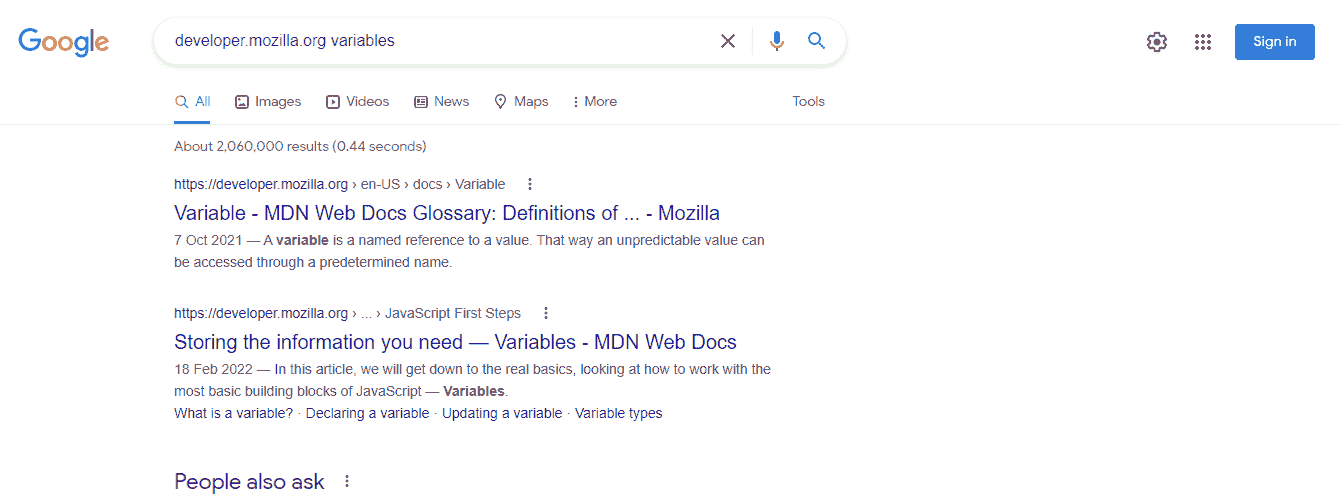 Google
developer.mozilla.org variables
Sign in
All Images Videos News Maps More Tools
About 2,060,000 results (0.44 seconds)
https://developer.mozilla.org › en-US › docs › Variable
Variable - MDN Web Docs Glossary: Definitions of ... - Mozilla
7 Oct 2021 — A variable is a named reference to a value. That way an unpredictable value can
be accessed through a predetermined name.
https://developer.mozilla.org › ... › JavaScript First Steps
Storing the information you need — Variables - MDN Web Docs
18 Feb 2022 — In this article, we will get down to the real basics, looking at how to work with the
most basic building blocks of JavaScript — Variables.
What is a variable? · Declaring a variable · Updating a variable · Variable types
People also ask